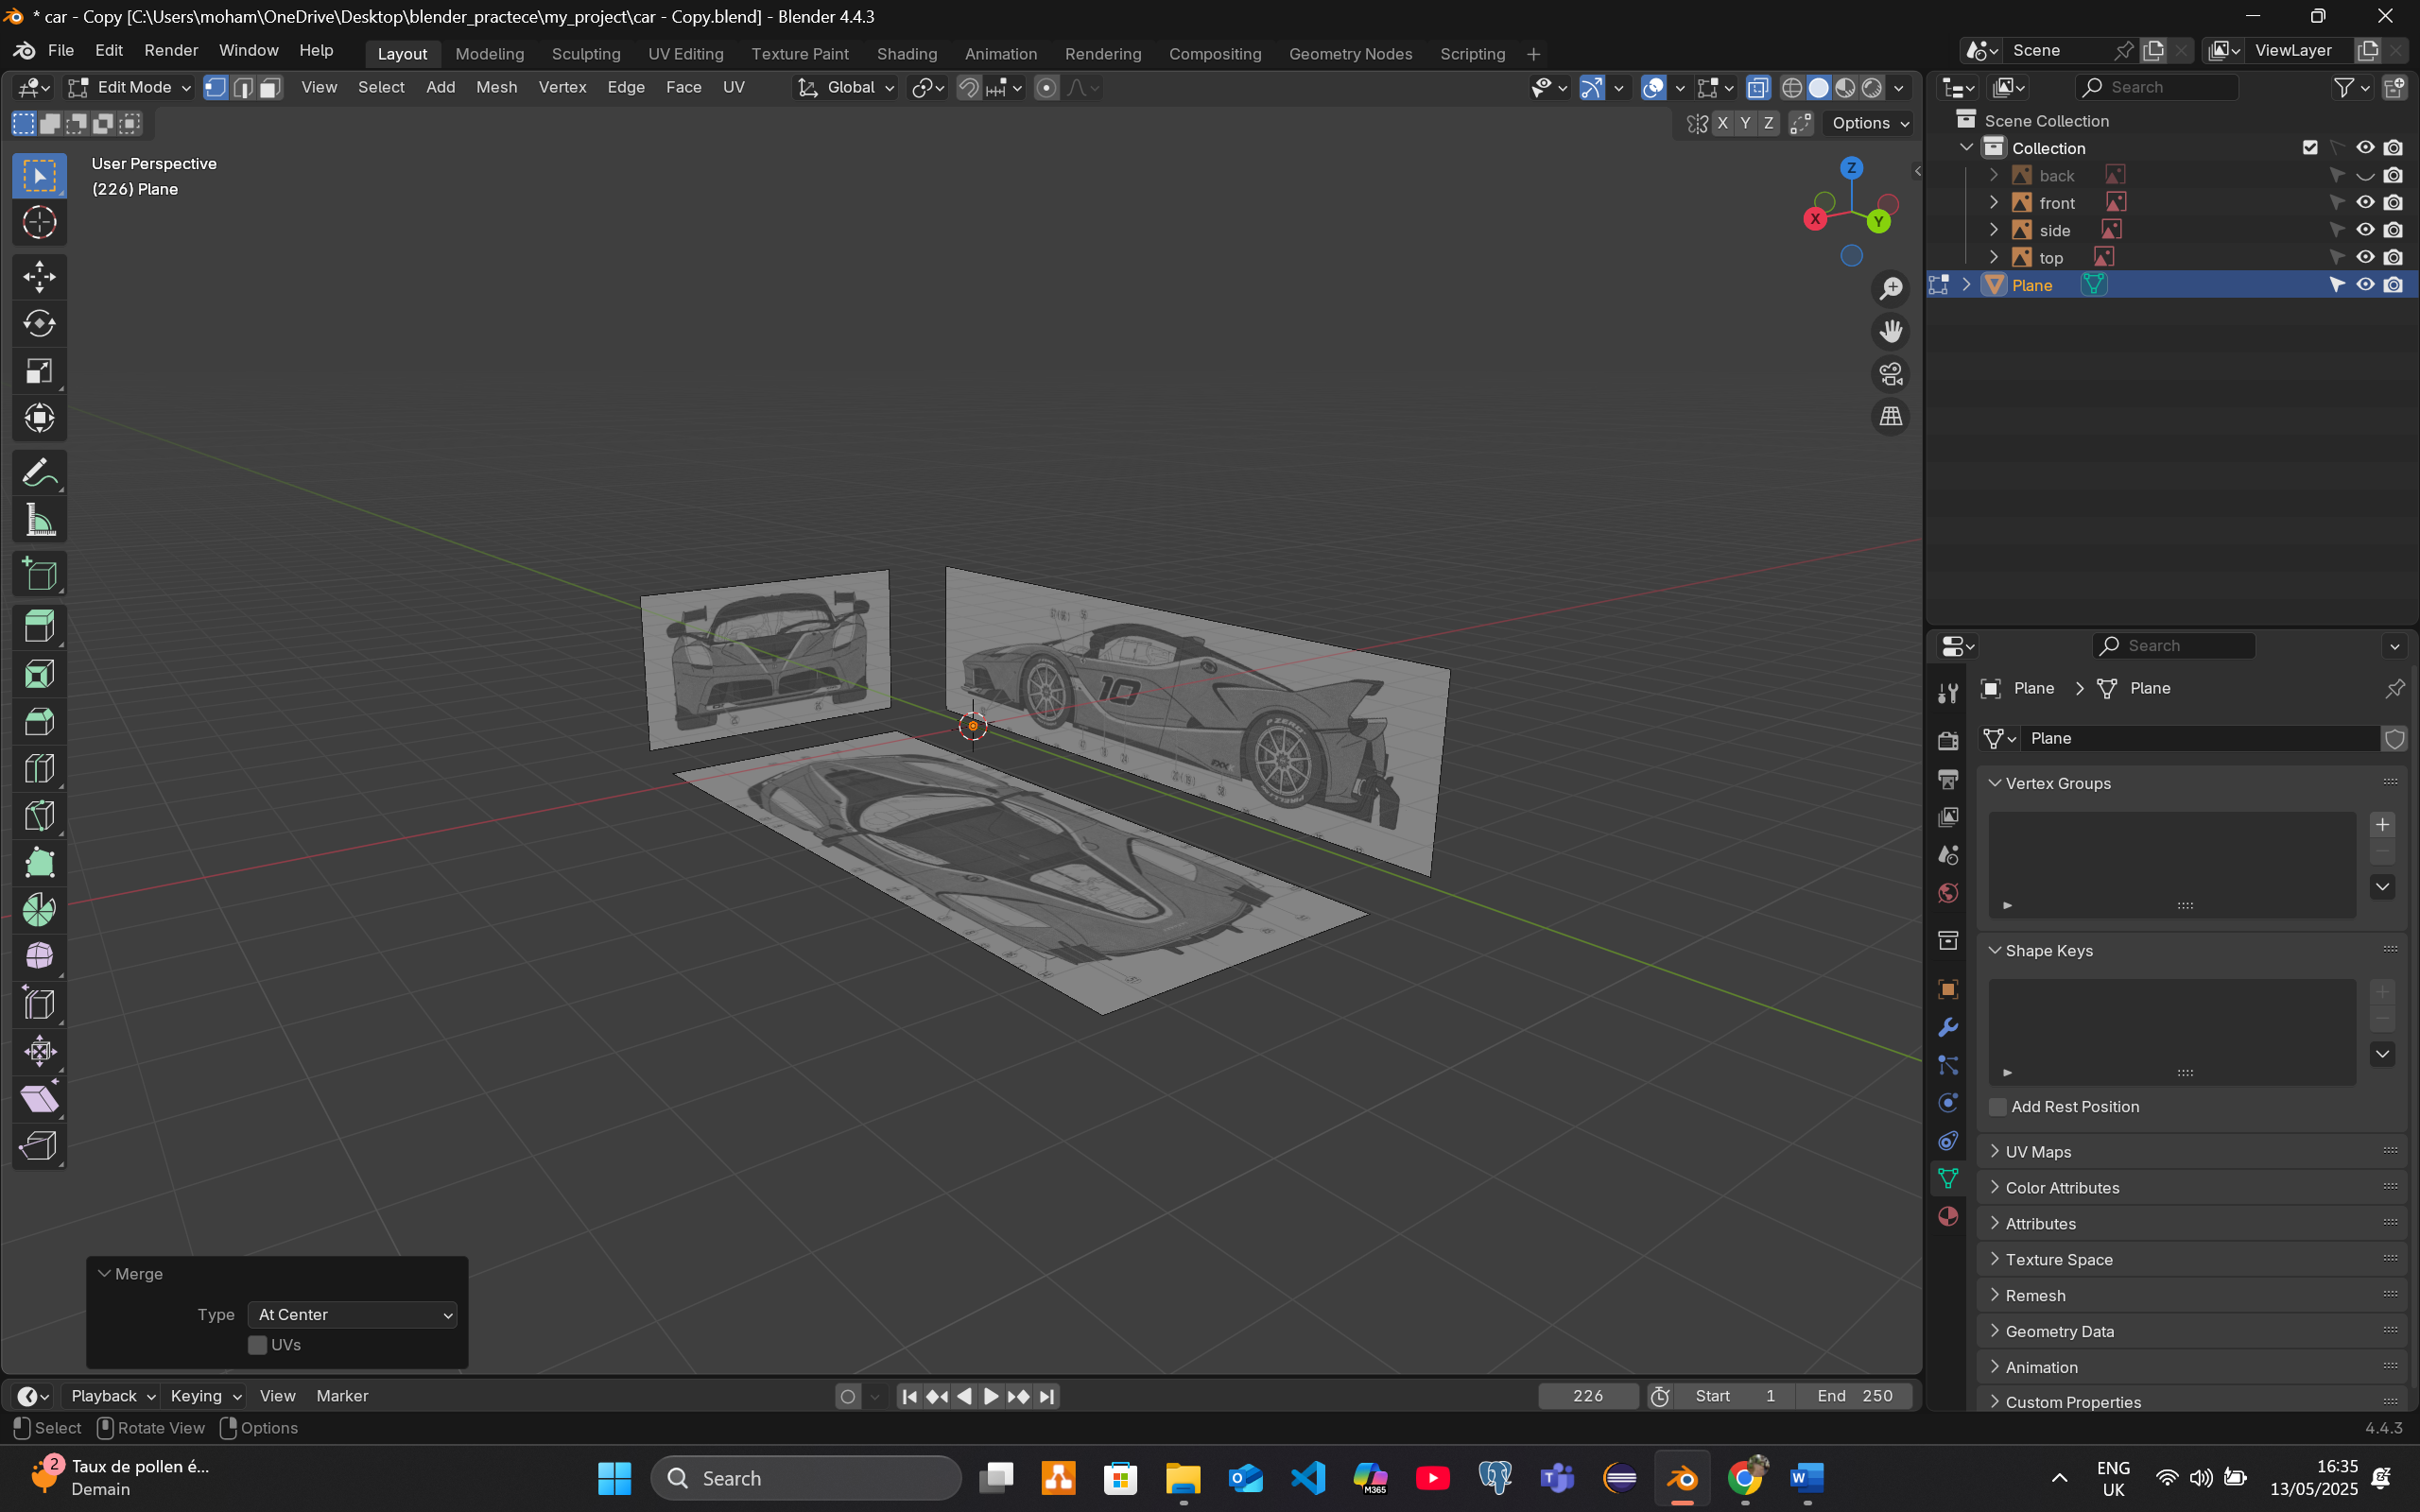 * car - Copy [C:\Users\moham\OneDrive\Desktop\blender_practece\my_project\car - Copy.blend] - Blender 4.4.3
File Edit Render Window Help Layout Modeling Sculpting UV Editing Texture Paint Shading Animation Rendering Compositing Geometry Nodes Scripting + Scene ViewLayer
Edit Mode View Select Add Mesh Vertex Edge Face UV Global Search
X Y Z Options
User Perspective
(226) Plane
Z
X
Y
Scene Collection
Collection
back
front
side
top
Plane
10
P ZERO
Search
Plane > Plane
Plane
Vertex Groups
Shape Keys
Add Rest Position
UV Maps
Color Attributes
Attributes
Texture Space
Remesh
Geometry Data
Animation
Custom Properties
Merge
Type At Center
UVs
Playback Keying View Marker 226 Start 1 End 250
Select Rotate View Options 4.4.3
2 Taux de pollen é...
Demain
Search
M365
ENG
UK
16:35
13/05/2025